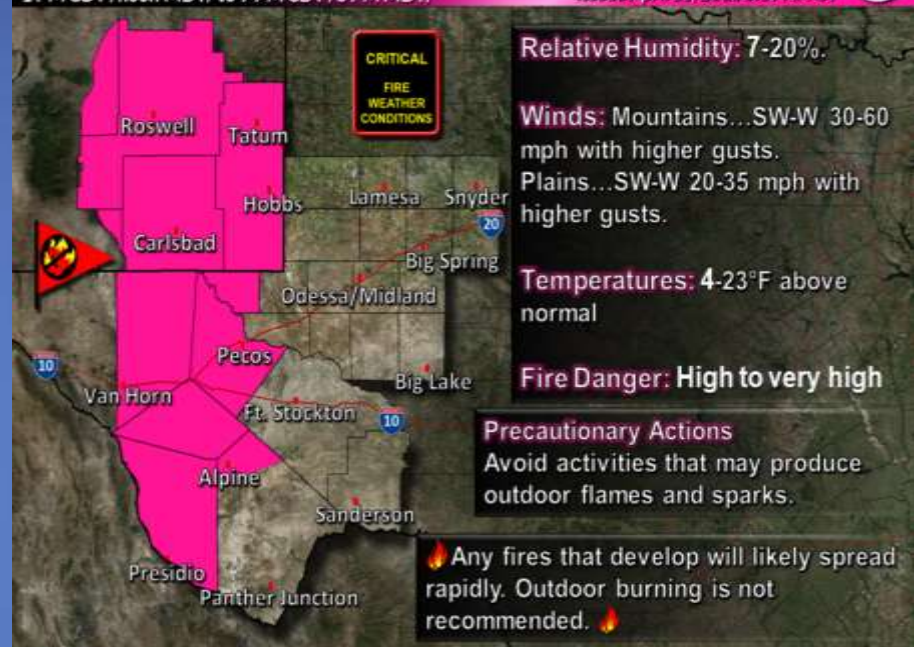 CRITICAL
FIRE
WEATHER
CONDITIONS
Relative Humidity: 7-20%.
Winds: Mountains...SW-W 30-60
mph with higher gusts.
Plains...SW-W 20-35 mph with
higher gusts.
Temperatures: 4-23°F above
normal
Fire Danger: High to very high
Precautionary Actions
Avoid activities that may produce
outdoor flames and sparks.
Any fires that develop will likely spread
rapidly. Outdoor burning is not
recommended.
Roswell
Tatum
Hobbs
Lamesa
Snyder
20
Carlsbad
Big Spring
Odessa/Midland
Pecos
10
Van Horn
Big Lake
Ft. Stockton
10
Alpine
Sanderson
Presidio
Panther Junction